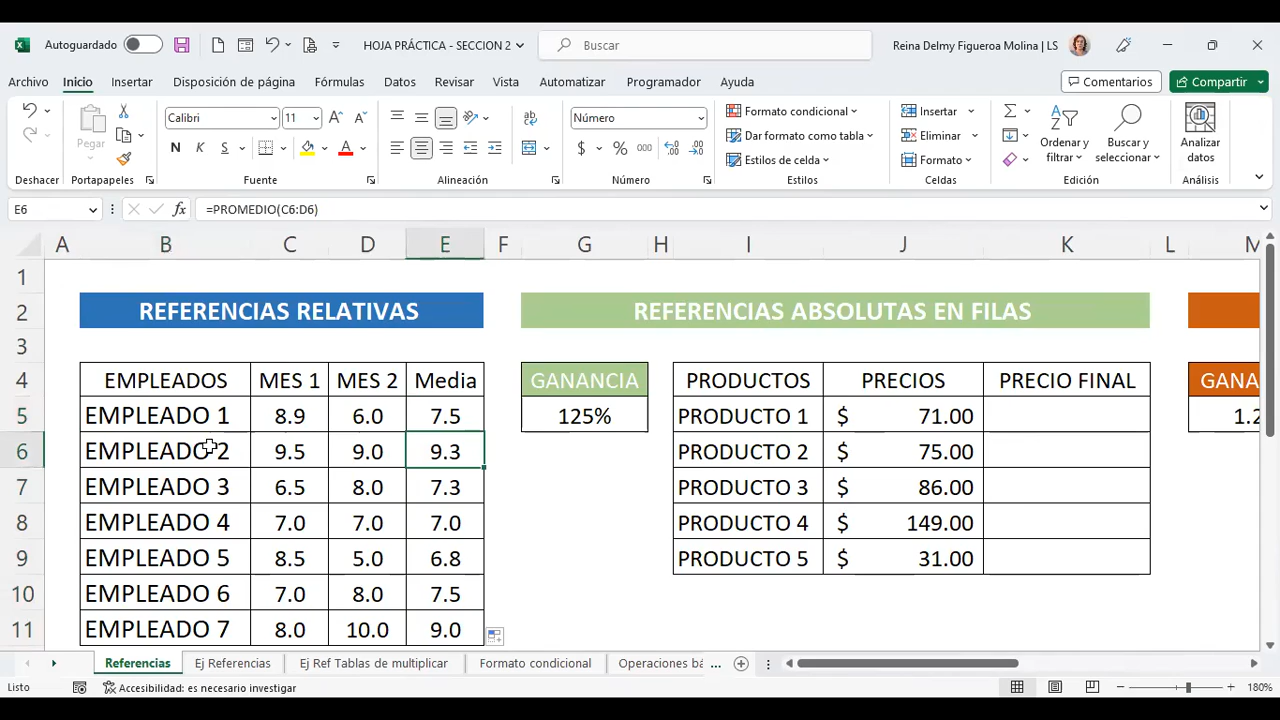 Autoguardado
HOJA PRÁCTICA - SECCION 2
Buscar
Reina Delmy Figueroa Molina | LS
Archivo Inicio Insertar Disposición de página Fórmulas Datos Revisar Vista Automatizar Programador Ayuda
Comentarios Compartir
Pegar
Calibri 11
N K S
Número
$ % 000
Formato condicional
Dar formato como tabla
Estilos de celda
Insertar
Eliminar
Formato
Ordenar y filtrar
Buscar y seleccionar
Analizar datos
Deshacer Portapapeles Fuente Alineación Número Estilos Celdas Edición Análisis
E6 fx =PROMEDIO(C6:D6)
A B C D E F G H I J K L M
1
2 REFERENCIAS RELATIVAS REFERENCIAS ABSOLUTAS EN FILAS
3
4 EMPLEADOS MES 1 MES 2 Media GANANCIA PRODUCTOS PRECIOS PRECIO FINAL
5 EMPLEADO 1 8.9 6.0 7.5 125% PRODUCTO 1 $ 71.00
6 EMPLEADO 2 9.5 9.0 9.3 PRODUCTO 2 $ 75.00
7 EMPLEADO 3 6.5 8.0 7.3 PRODUCTO 3 $ 86.00
8 EMPLEADO 4 7.0 7.0 7.0 PRODUCTO 4 $ 149.00
9 EMPLEADO 5 8.5 5.0 6.8 PRODUCTO 5 $ 31.00
10 EMPLEADO 6 7.0 8.0 7.5
11 EMPLEADO 7 8.0 10.0 9.0
Referencias Ej Referencias Ej Ref Tablas de multiplicar Formato condicional Operaciones bá ...
Listo Accesibilidad: es necesario investigar 180%